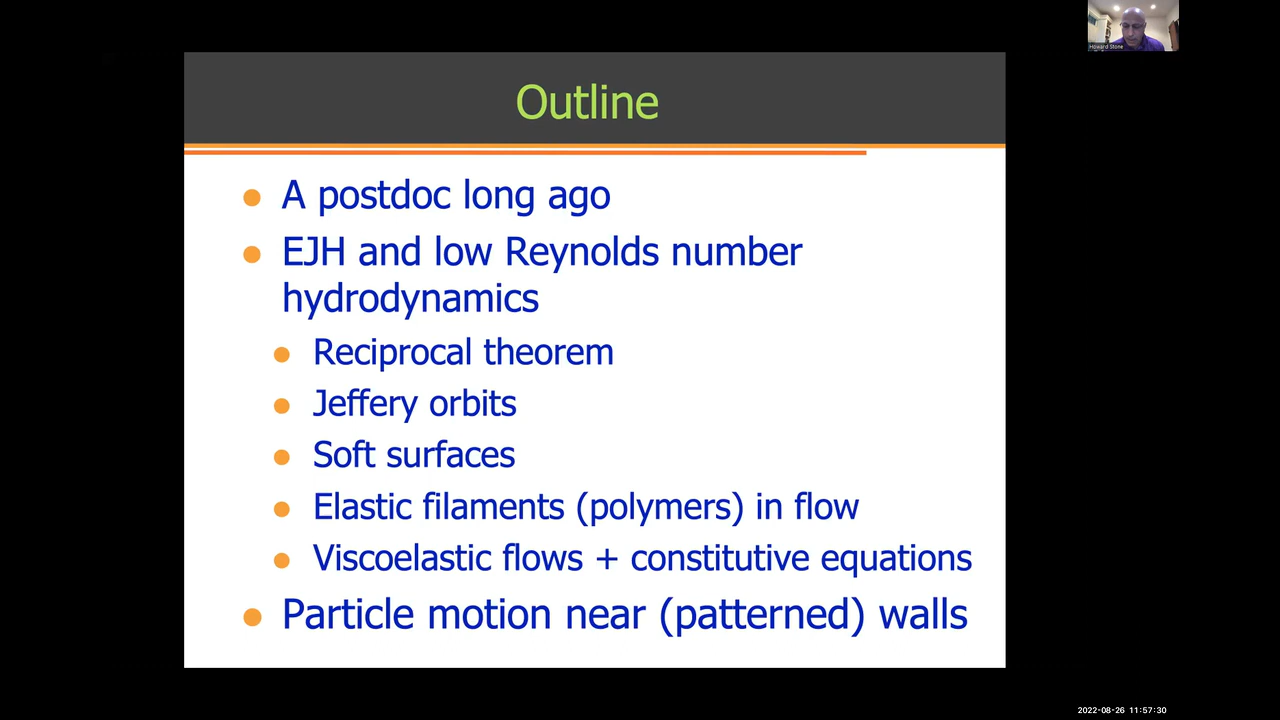 Outline
A postdoc long ago
EJH and low Reynolds number
hydrodynamics
Reciprocal theorem
Jeffery orbits
Soft surfaces
Elastic filaments (polymers) in flow
Viscoelastic flows + constitutive equations
Particle motion near (patterned) walls
Howard Stone
2022-08-26 11:57:30